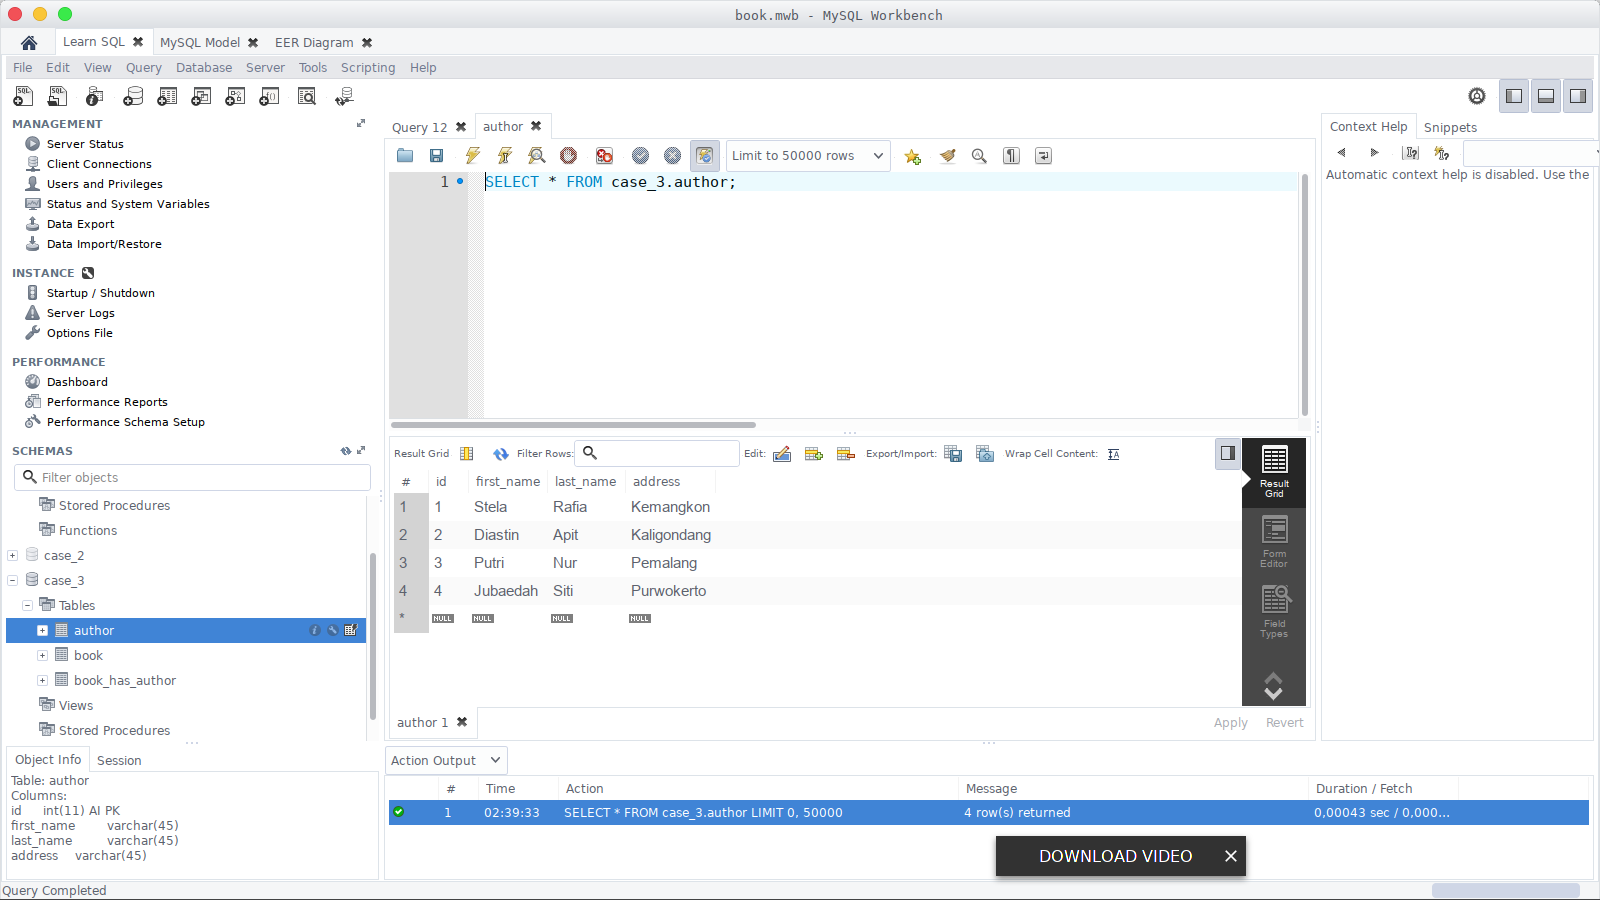 book.mwb - MySQL Workbench
Learn SQL
MySQL Model
EER Diagram
File Edit View Query Database Server Tools Scripting Help
MANAGEMENT
Server Status
Client Connections
Users and Privileges
Status and System Variables
Data Export
Data Import/Restore
INSTANCE
Startup / Shutdown
Server Logs
Options File
PERFORMANCE
Dashboard
Performance Reports
Performance Schema Setup
SCHEMAS
Filter objects
Stored Procedures
Functions
case_2
case_3
Tables
author
book
book_has_author
Views
Stored Procedures
Object Info Session
Table: author
Columns:
id int(11) AI PK
first_name varchar(45)
last_name varchar(45)
address varchar(45)
Query Completed
Query 12 author
Limit to 50000 rows
1 SELECT * FROM case_3.author;
Result Grid Filter Rows: Edit: Export/Import: Wrap Cell Content:
# id first_name last_name address
1 1 Stela Rafia Kemangkon
2 2 Diastin Apit Kaligondang
3 3 Putri Nur Pemalang
4 4 Jubaedah Siti Purwokerto
* NULL NULL NULL NULL
Result
Grid
Form
Editor
Field
Types
author 1 Apply Revert
Context Help Snippets
Automatic context help is disabled. Use the
Action Output
# Time Action Message Duration / Fetch
1 02:39:33 SELECT * FROM case_3.author LIMIT 0, 50000 4 row(s) returned 0,00043 sec / 0,000...
DOWNLOAD VIDEO